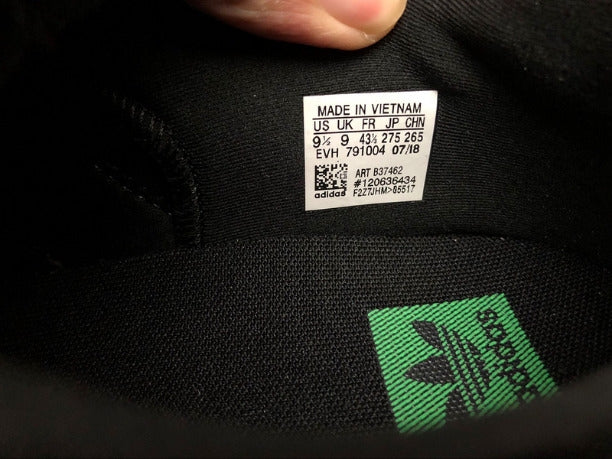 MADE IN VIETNAM
US UK FR JP CHN
9½ 9 43⅓ 275 265
EVH 791004 07/18
ART B37462
#120636434
adidas F2Z7JHM>85517
adidas